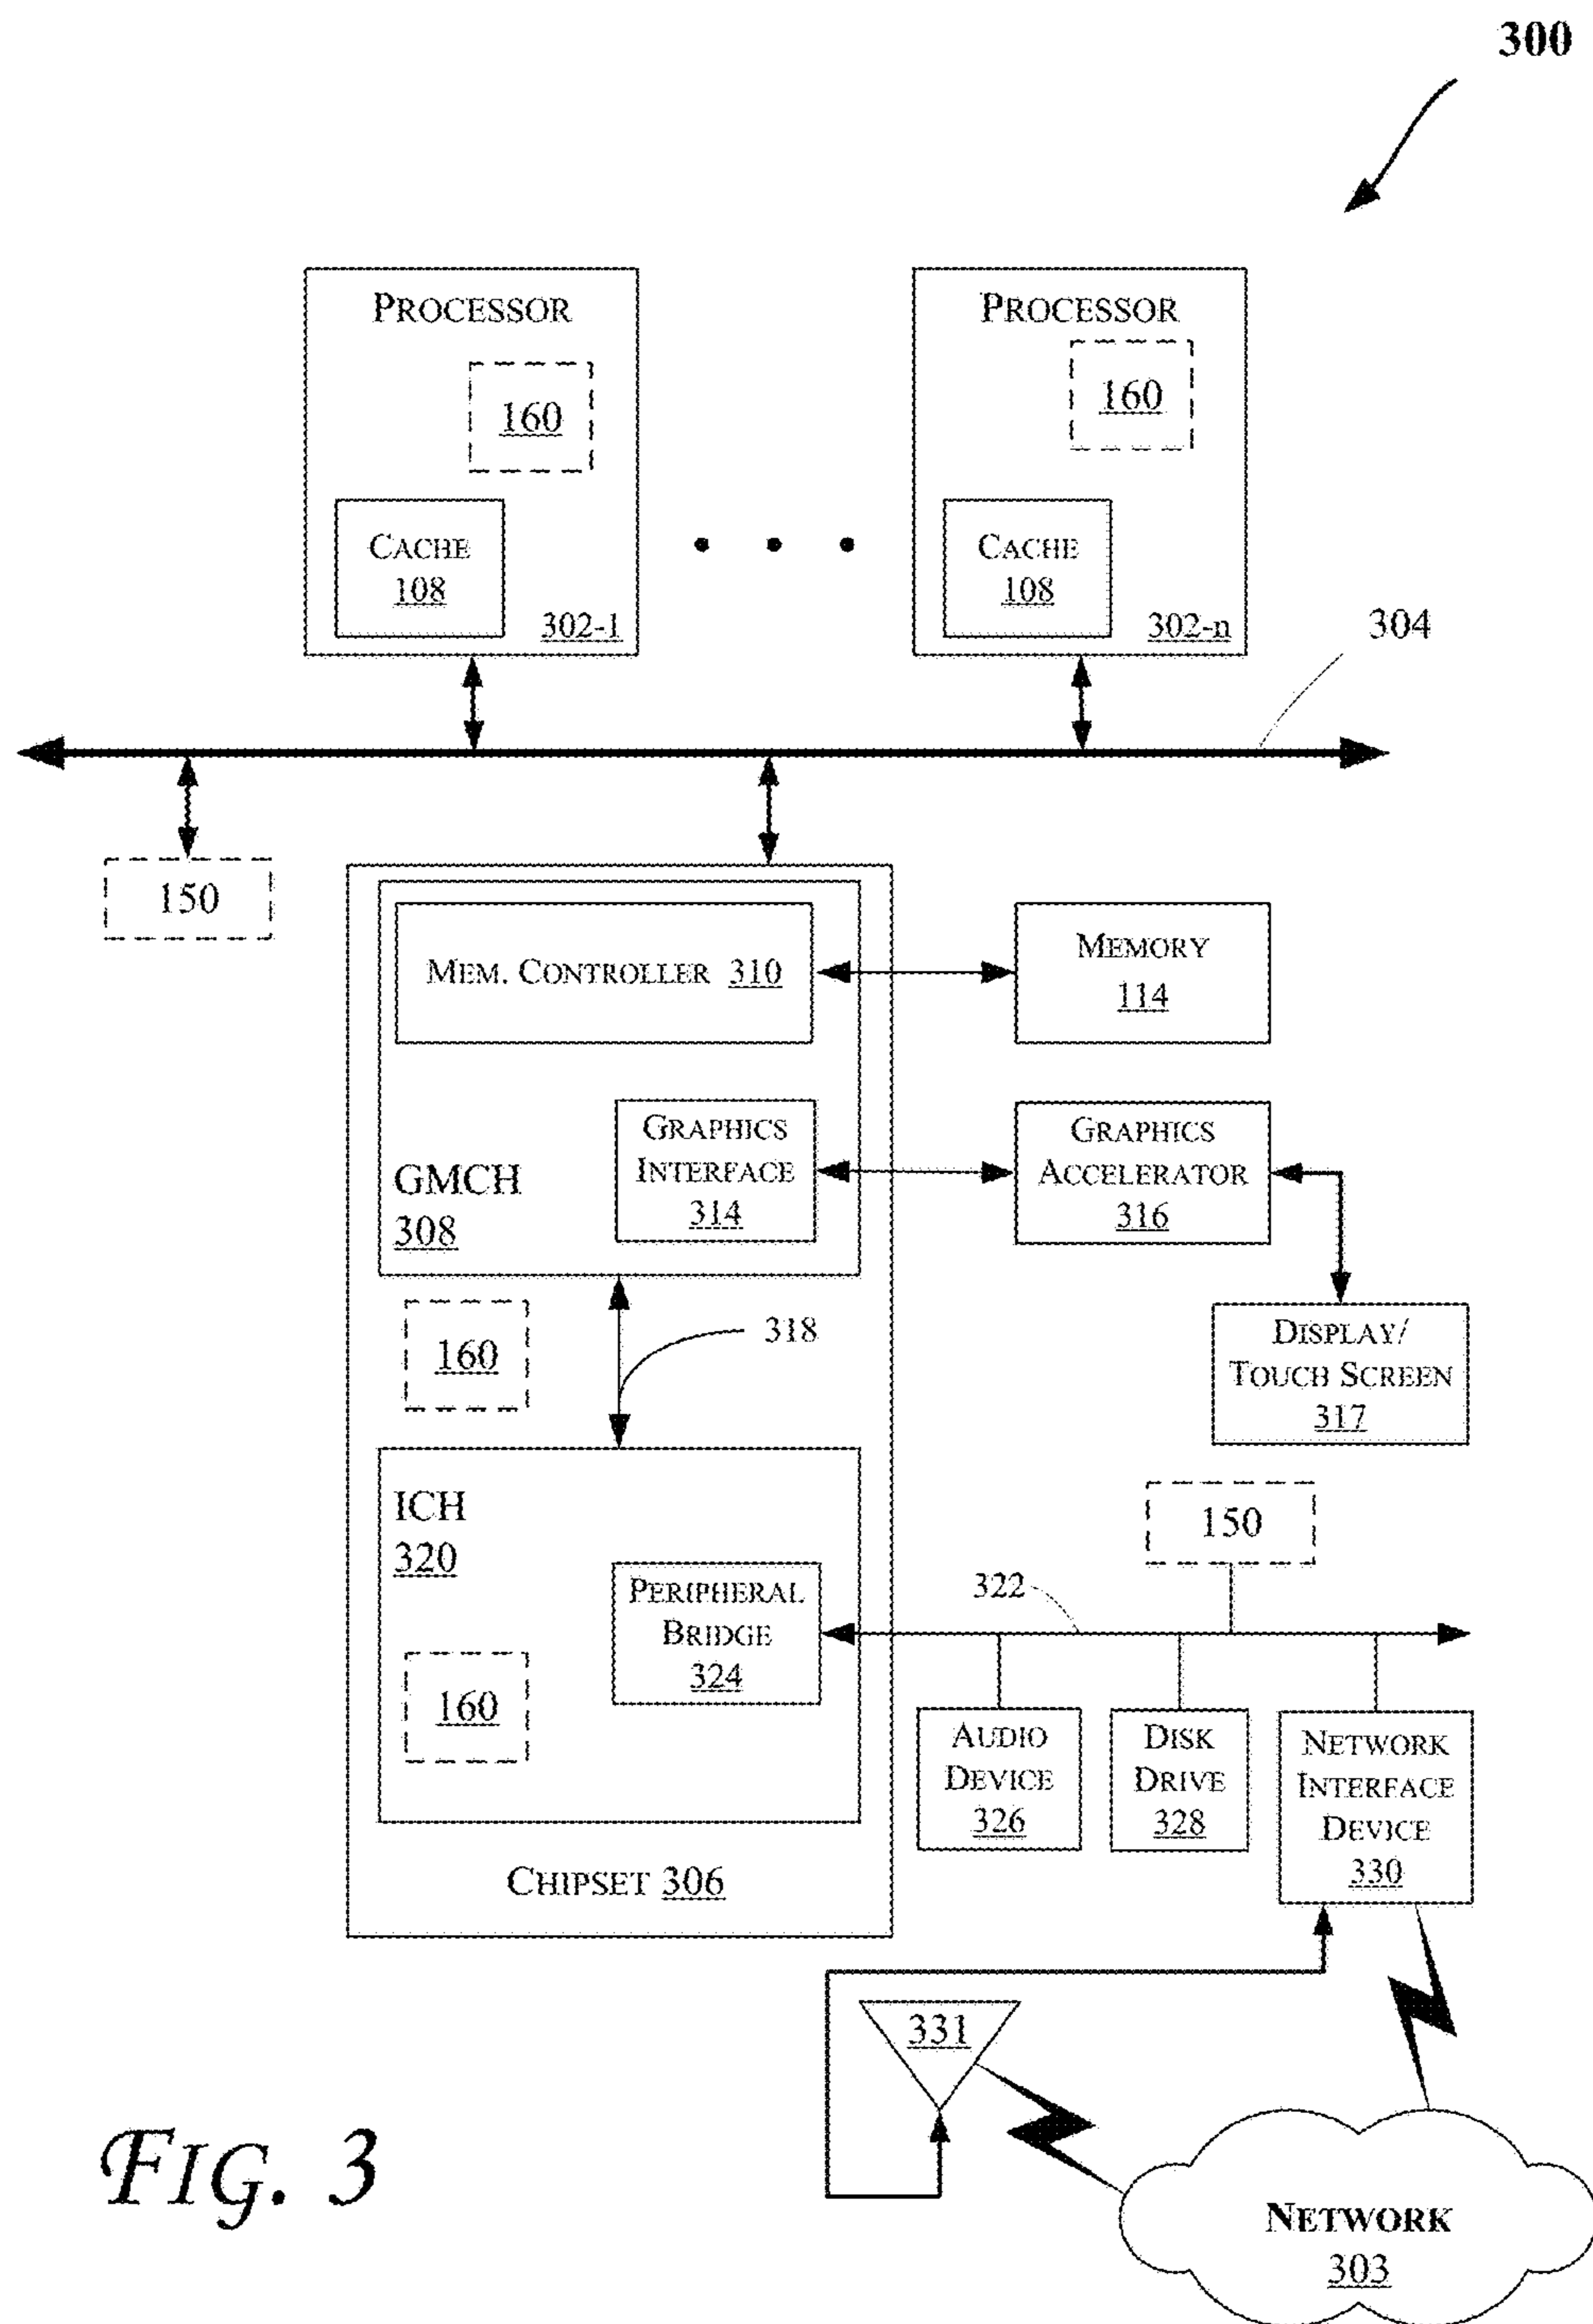 300
PROCESSOR
160
CACHE
108
302-1
PROCESSOR
160
CACHE
108
302-n
304
150
MEM. CONTROLLER 310
MEMORY
114
GRAPHICS
INTERFACE
314
GMCH
308
GRAPHICS
ACCELERATOR
316
160
318
DISPLAY/
TOUCH SCREEN
317
ICH
320
150
322
PERIPHERAL
BRIDGE
324
160
AUDIO
DEVICE
326
DISK
DRIVE
328
NETWORK
INTERFACE
DEVICE
330
CHIPSET 306
331
FIG. 3
NETWORK
303